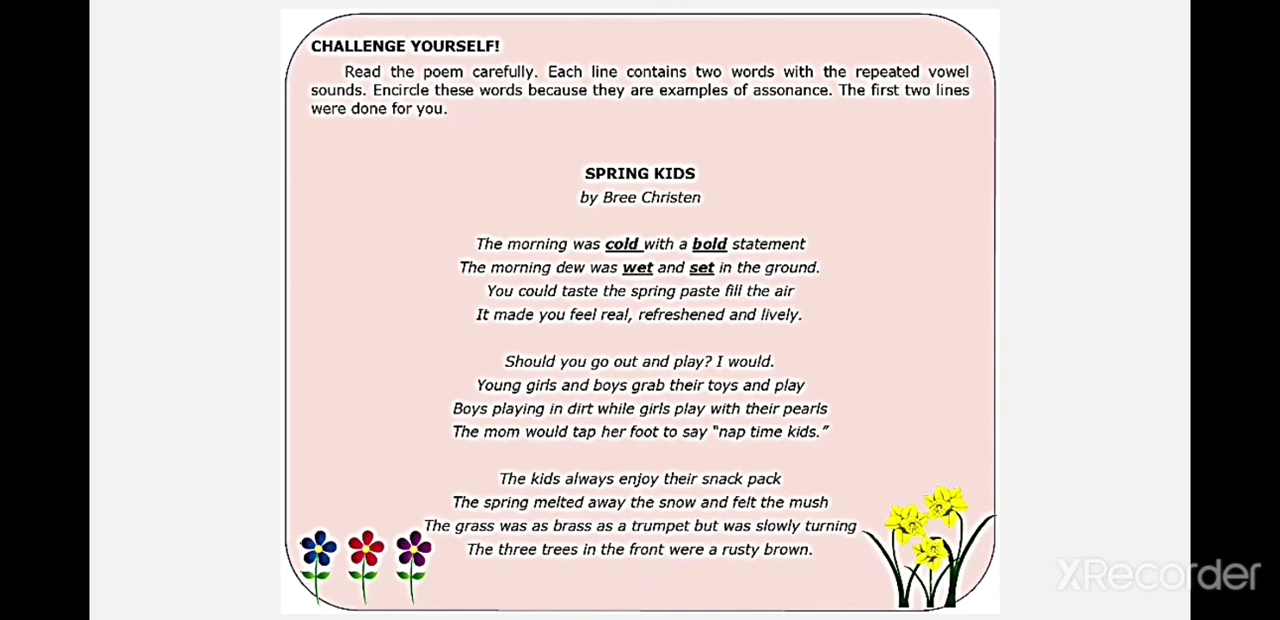 CHALLENGE YOURSELF!
Read the poem carefully. Each line contains two words with the repeated vowel
sounds. Encircle these words because they are examples of assonance. The first two lines
were done for you.
SPRING KIDS
by Bree Christen
The morning was cold with a bold statement
The morning dew was wet and set in the ground.
You could taste the spring paste fill the air
It made you feel real, refreshened and lively.
Should you go out and play? I would.
Young girls and boys grab their toys and play
Boys playing in dirt while girls play with their pearls
The mom would tap her foot to say “nap time kids.”
The kids always enjoy their snack pack
The spring melted away the snow and felt the mush
The grass was as brass as a trumpet but was slowly turning
The three trees in the front were a rusty brown.
XRecorder